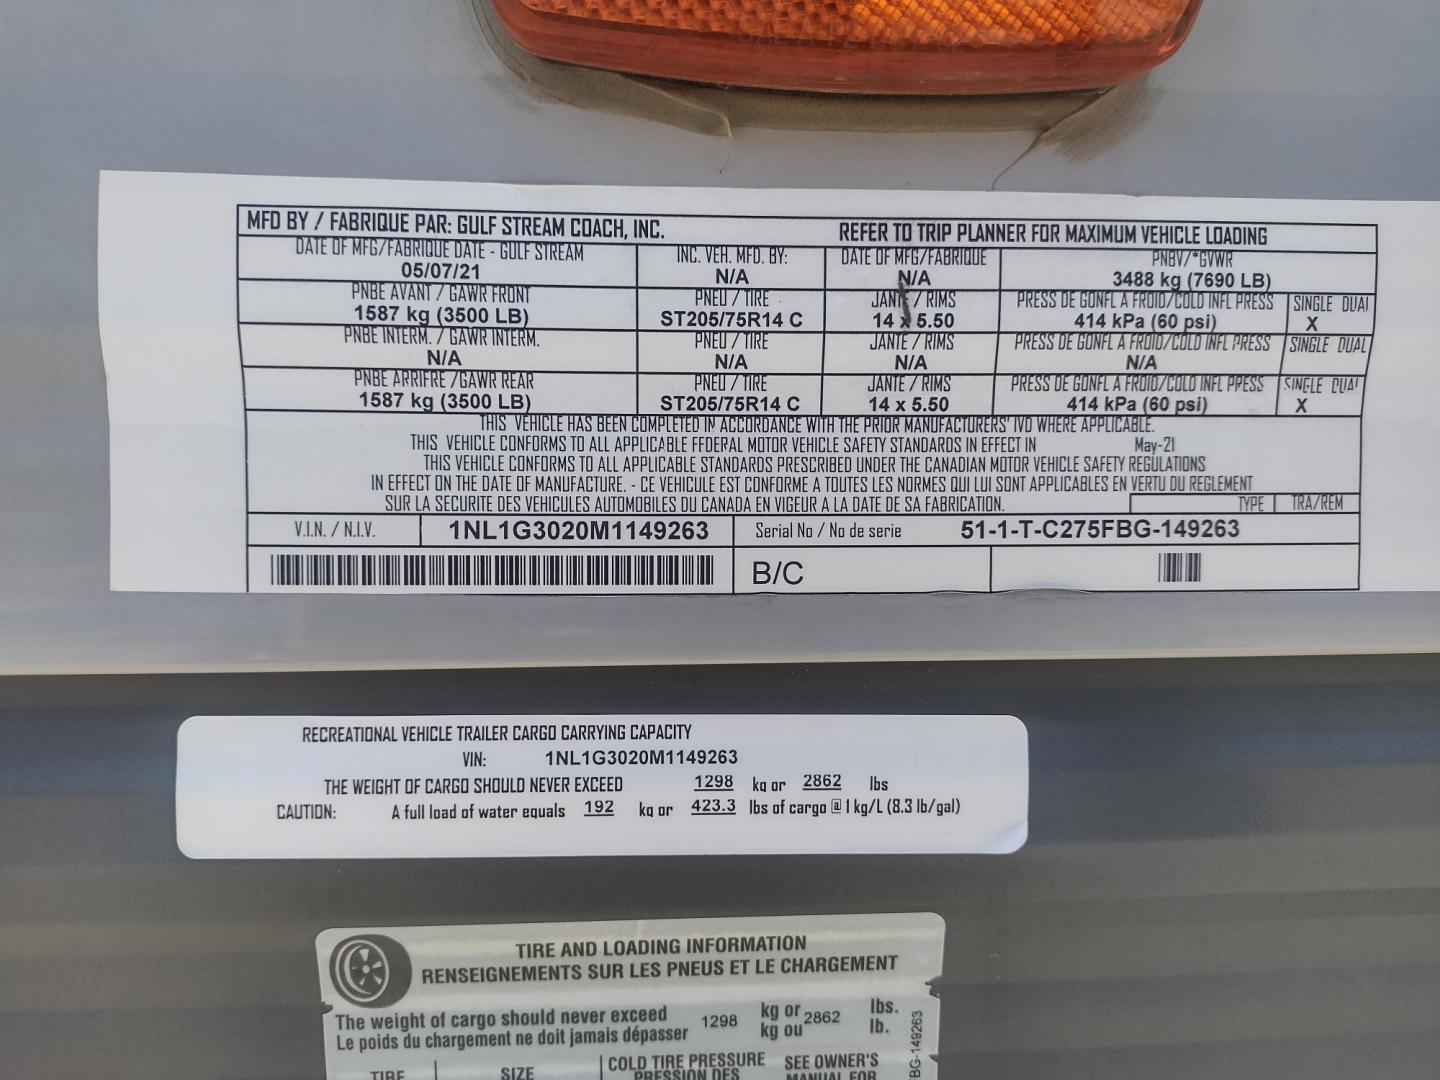 MFD BY / FABRIQUE PAR: GULF STREAM COACH, INC. REFER TO TRIP PLANNER FOR MAXIMUM VEHICLE LOADING
DATE OF MFG/FABRIQUE DATE - GULF STREAM INC. VEH. MFD. BY: DATE OF MFG/FABRIQUE PNBV/*GVWR
05/07/21 N/A N/A 3488 kg (7690 LB)
PNBE AVANT / GAWR FRONT PNEU / TIRE JANTE / RIMS PRESS DE GONFL A FROID/COLD INFL PRESS SINGLE DUAL
1587 kg (3500 LB) ST205/75R14 C 14 x 5.50 414 kPa (60 psi) X
PNBE INTERM. / GAWR INTERM. PNEU / TIRE JANTE / RIMS PRESS DE GONFL A FROID/COLD INFL PRESS SINGLE DUAL
N/A N/A N/A N/A
PNBE ARRIFRE /GAWR REAR PNEU / TIRE JANTE / RIMS PRESS DE GONFL A FROID/COLD INFL PRESS SINGLE DUAL
1587 kg (3500 LB) ST205/75R14 C 14 x 5.50 414 kPa (60 psi) X
THIS VEHICLE HAS BEEN COMPLETED IN ACCORDANCE WITH THE PRIOR MANUFACTURERS' IVD WHERE APPLICABLE.
THIS VEHICLE CONFORMS TO ALL APPLICABLE FFDERAL MOTOR VEHICLE SAFETY STANDARDS IN EFFECT IN May-21
THIS VEHICLE CONFORMS TO ALL APPLICABLE STANDARDS PRESCRIBED UNDER THE CANADIAN MOTOR VEHICLE SAFETY REGULATIONS
IN EFFECT ON THE DATE OF MANUFACTURE. - CE VEHICULE EST CONFORME A TOUTES LES NORMES QUI LUI SONT APPLICABLES EN VERTU DU REGLEMENT
SUR LA SECURITE DES VEHICULES AUTOMOBILES DU CANADA EN VIGEUR A LA DATE DE SA FABRICATION. TYPE TRA/REM
V.I.N. / N.I.V. 1NL1G3020M1149263 Serial No / No de serie 51-1-T-C275FBG-149263
B/C
RECREATIONAL VEHICLE TRAILER CARGO CARRYING CAPACITY
VIN: 1NL1G3020M1149263
THE WEIGHT OF CARGO SHOULD NEVER EXCEED 1298 kg or 2862 lbs
CAUTION: A full load of water equals 192 kg or 423.3 lbs of cargo @ 1 kg/L (8.3 lb/gal)
TIRE AND LOADING INFORMATION
RENSEIGNEMENTS SUR LES PNEUS ET LE CHARGEMENT
The weight of cargo should never exceed 1298 kg or 2862 lbs.
Le poids du chargement ne doit jamais dépasser kg ou lb.
TIRE SIZE COLD TIRE PRESSURE SEE OWNER'S
PRESSION DES MANUAL FOR
BG-149263